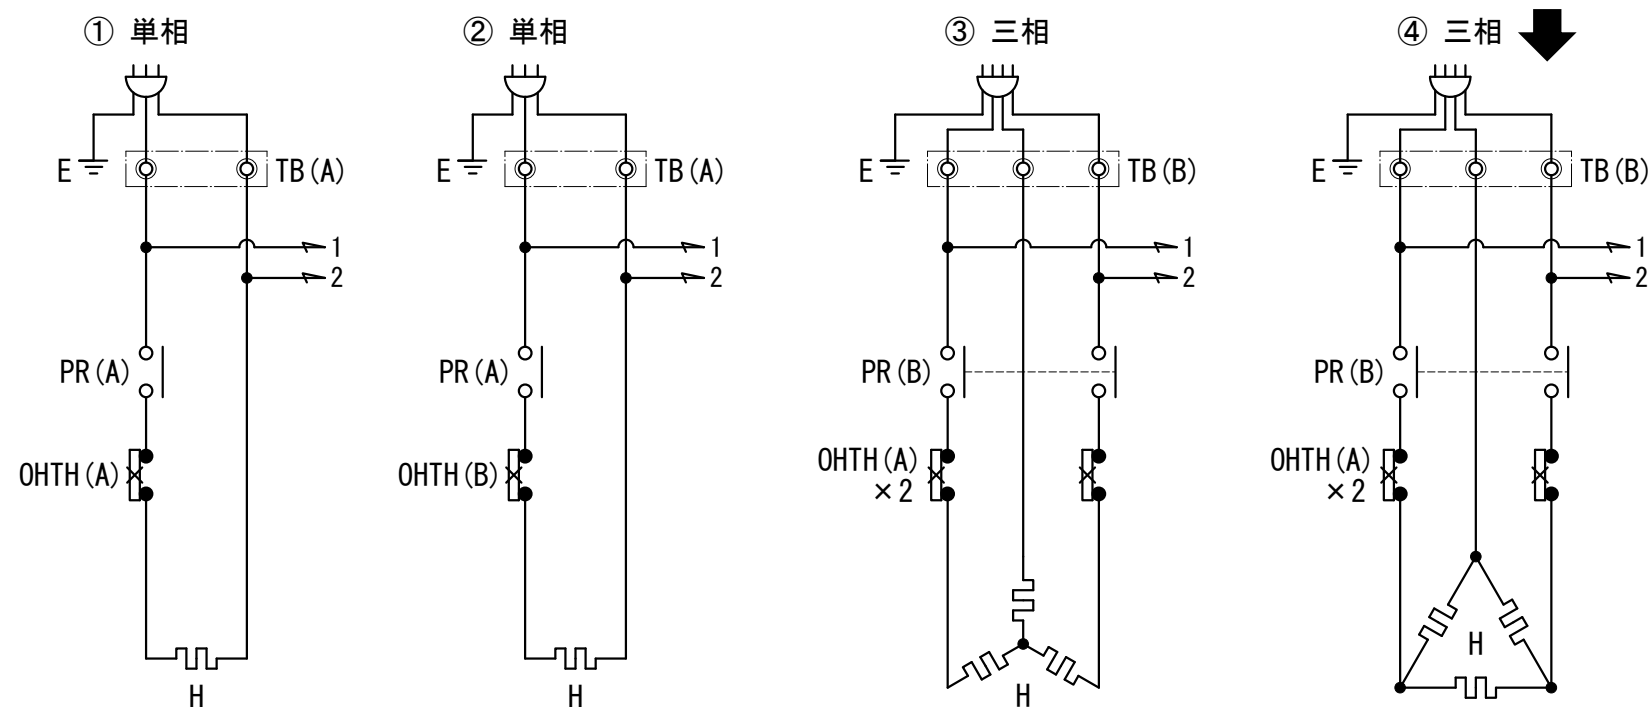 ① 単相
E
TB(A)
1
2
PR(A)
OHTH(A)
H
② 単相
E
TB(A)
1
2
PR(A)
OHTH(B)
H
③ 三相
E
TB(B)
1
2
PR(B)
OHTH(A)
×2
H
④ 三相
E
TB(B)
1
2
PR(B)
OHTH(A)
×2
H